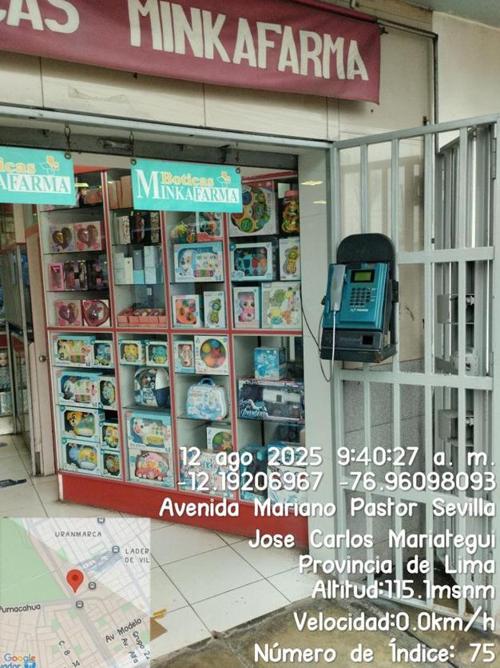 CAS MINKAFARMA
icas
AFARMA
Boticas
MINKAFARMA
12 ago 2025 9:40:27 a. m.
-12.19206967 -76.96098093
Avenida Mariano Pastor Sevilla
Jose Carlos Mariategui
Provincia de Lima
Altitud:115.1msnm
Velocidad:0.0km/h
Número de Índice: 75
URANMARCA
LADER
DE VIL
Pumacahua
Av Modelo
Google